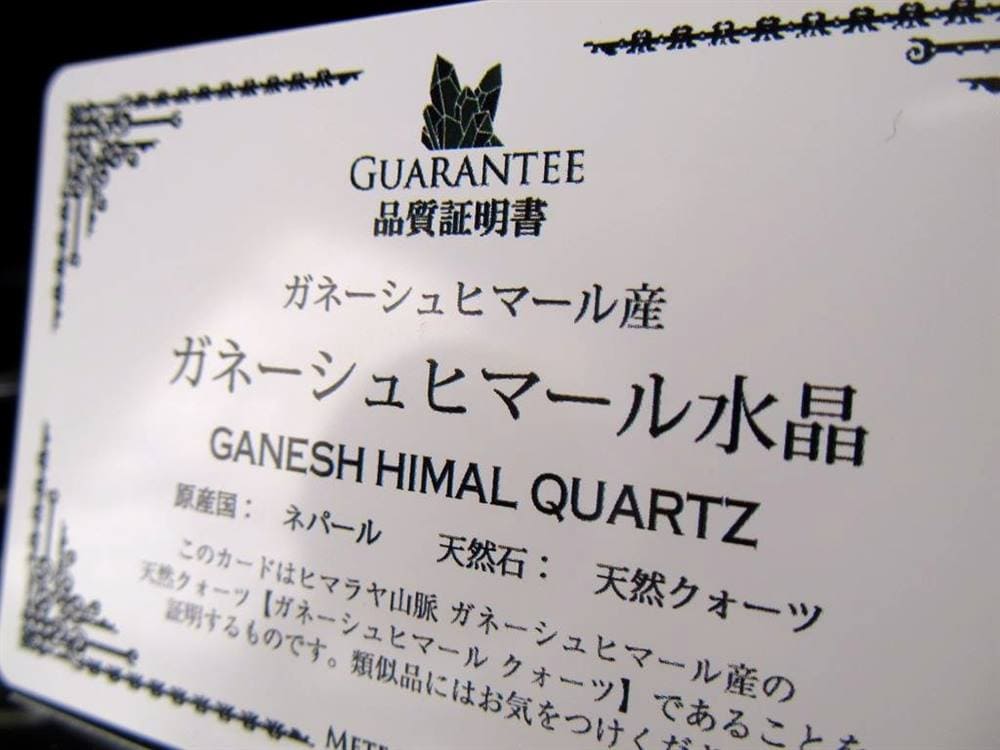 GUARANTEE
品質証明書
ガネーシュヒマール産
ガネーシュヒマール水晶
GANESH HIMAL QUARTZ
原産国： ネパール 天然石： 天然クォーツ
このカードはヒマラヤ山脈 ガネーシュヒマール産の
天然クォーツ【ガネーシュヒマール クォーツ】であることを
証明するものです。類似品にはお気をつけくだ